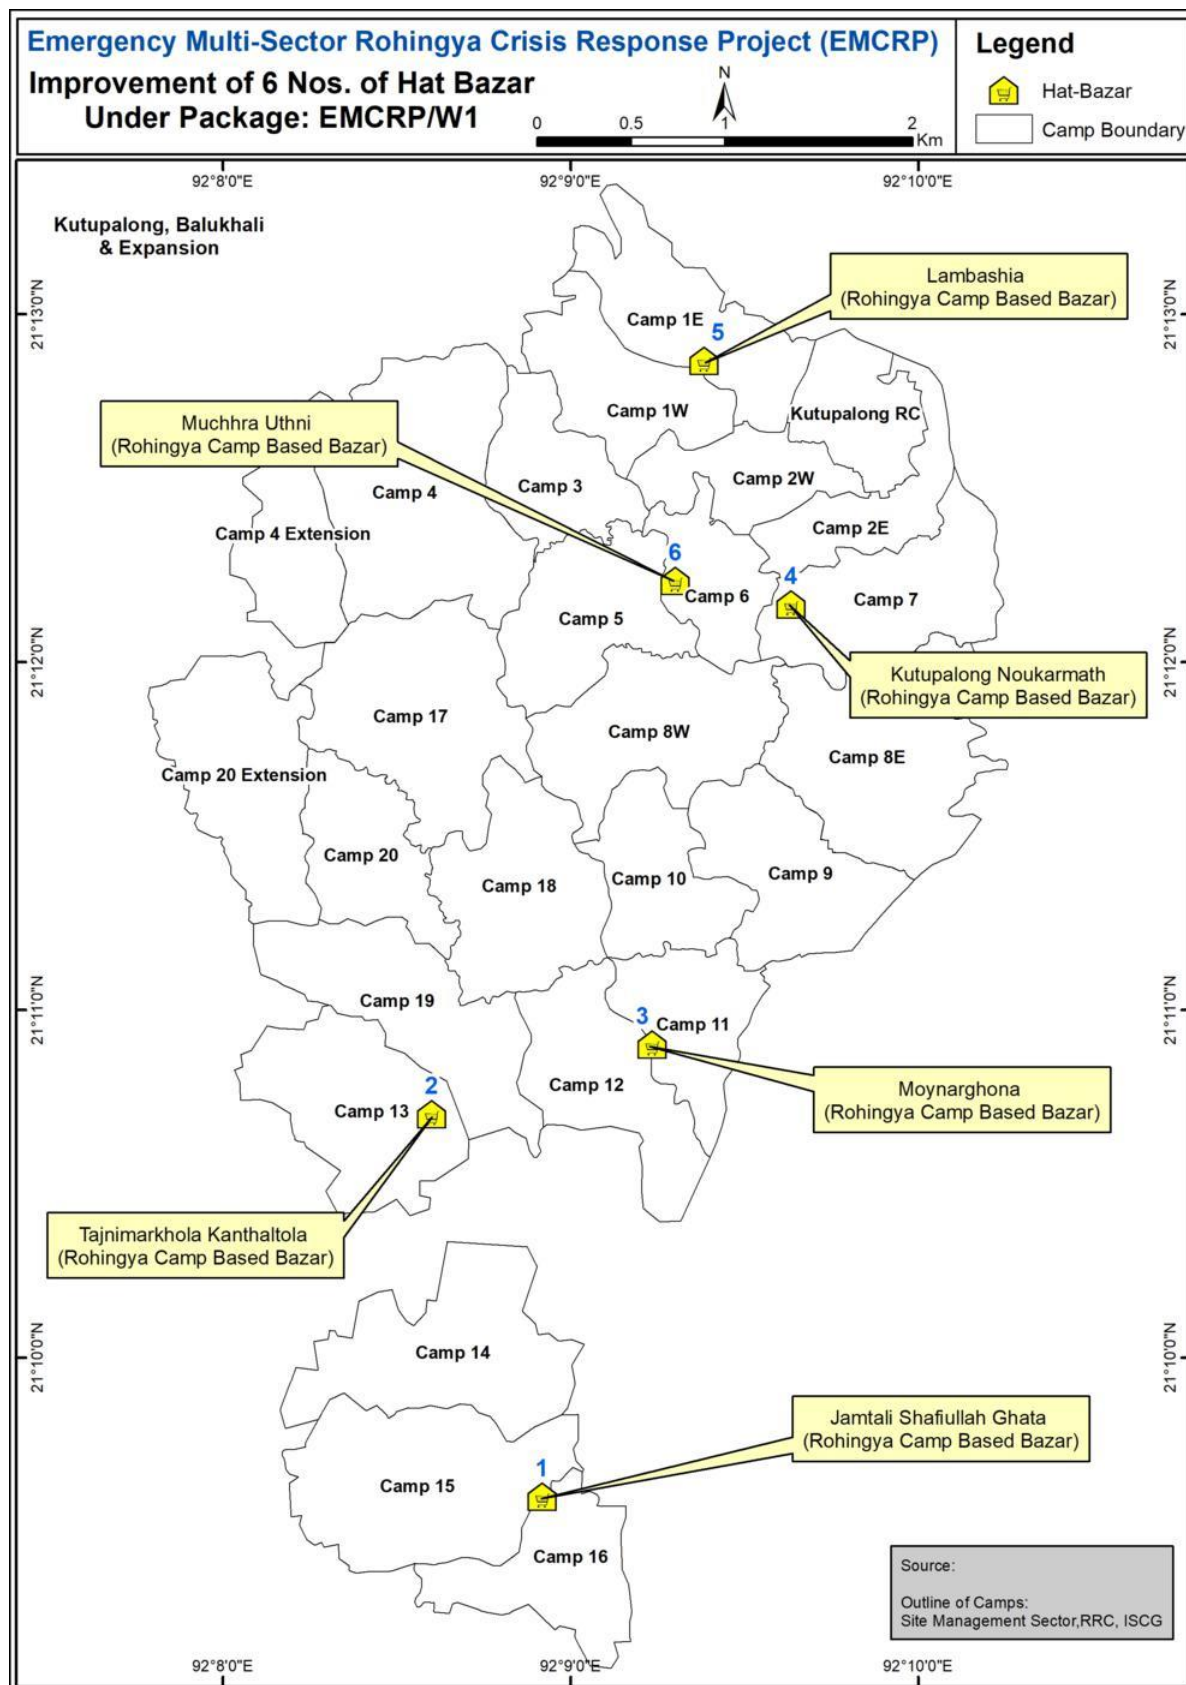 Emergency Multi-Sector Rohingya Crisis Response Project (EMCRP)
Improvement of 6 Nos. of Hat Bazar
Under Package: EMCRP/W1
N
0 0.5 1 2
Km
Legend
Hat-Bazar
Camp Boundary
92°8'0"E 92°9'0"E 92°10'0"E
Kutupalong, Balukhali
& Expansion
Lambashia
(Rohingya Camp Based Bazar)
21°13'0"N 21°13'0"N
Camp 1E
5
Camp 1W
Kutupalong RC
Muchhra Uthni
(Rohingya Camp Based Bazar)
Camp 2W
Camp 3
Camp 4
Camp 2E
Camp 4 Extension
6
4
Camp 6
Camp 7
Camp 5
21°12'0"N 21°12'0"N
Kutupalong Noukarmath
(Rohingya Camp Based Bazar)
Camp 17
Camp 8W
Camp 8E
Camp 20 Extension
Camp 20
Camp 18
Camp 10
Camp 9
Camp 19
21°11'0"N 21°11'0"N
3
Camp 11
Camp 12
2
Camp 13
Moynarghona
(Rohingya Camp Based Bazar)
Tajnimarkhola Kanthaltola
(Rohingya Camp Based Bazar)
Camp 14
21°10'0"N 21°10'0"N
Jamtali Shafiullah Ghata
(Rohingya Camp Based Bazar)
1
Camp 15
Camp 16
Source:
Outline of Camps:
Site Management Sector,RRC, ISCG
92°8'0"E 92°9'0"E 92°10'0"E